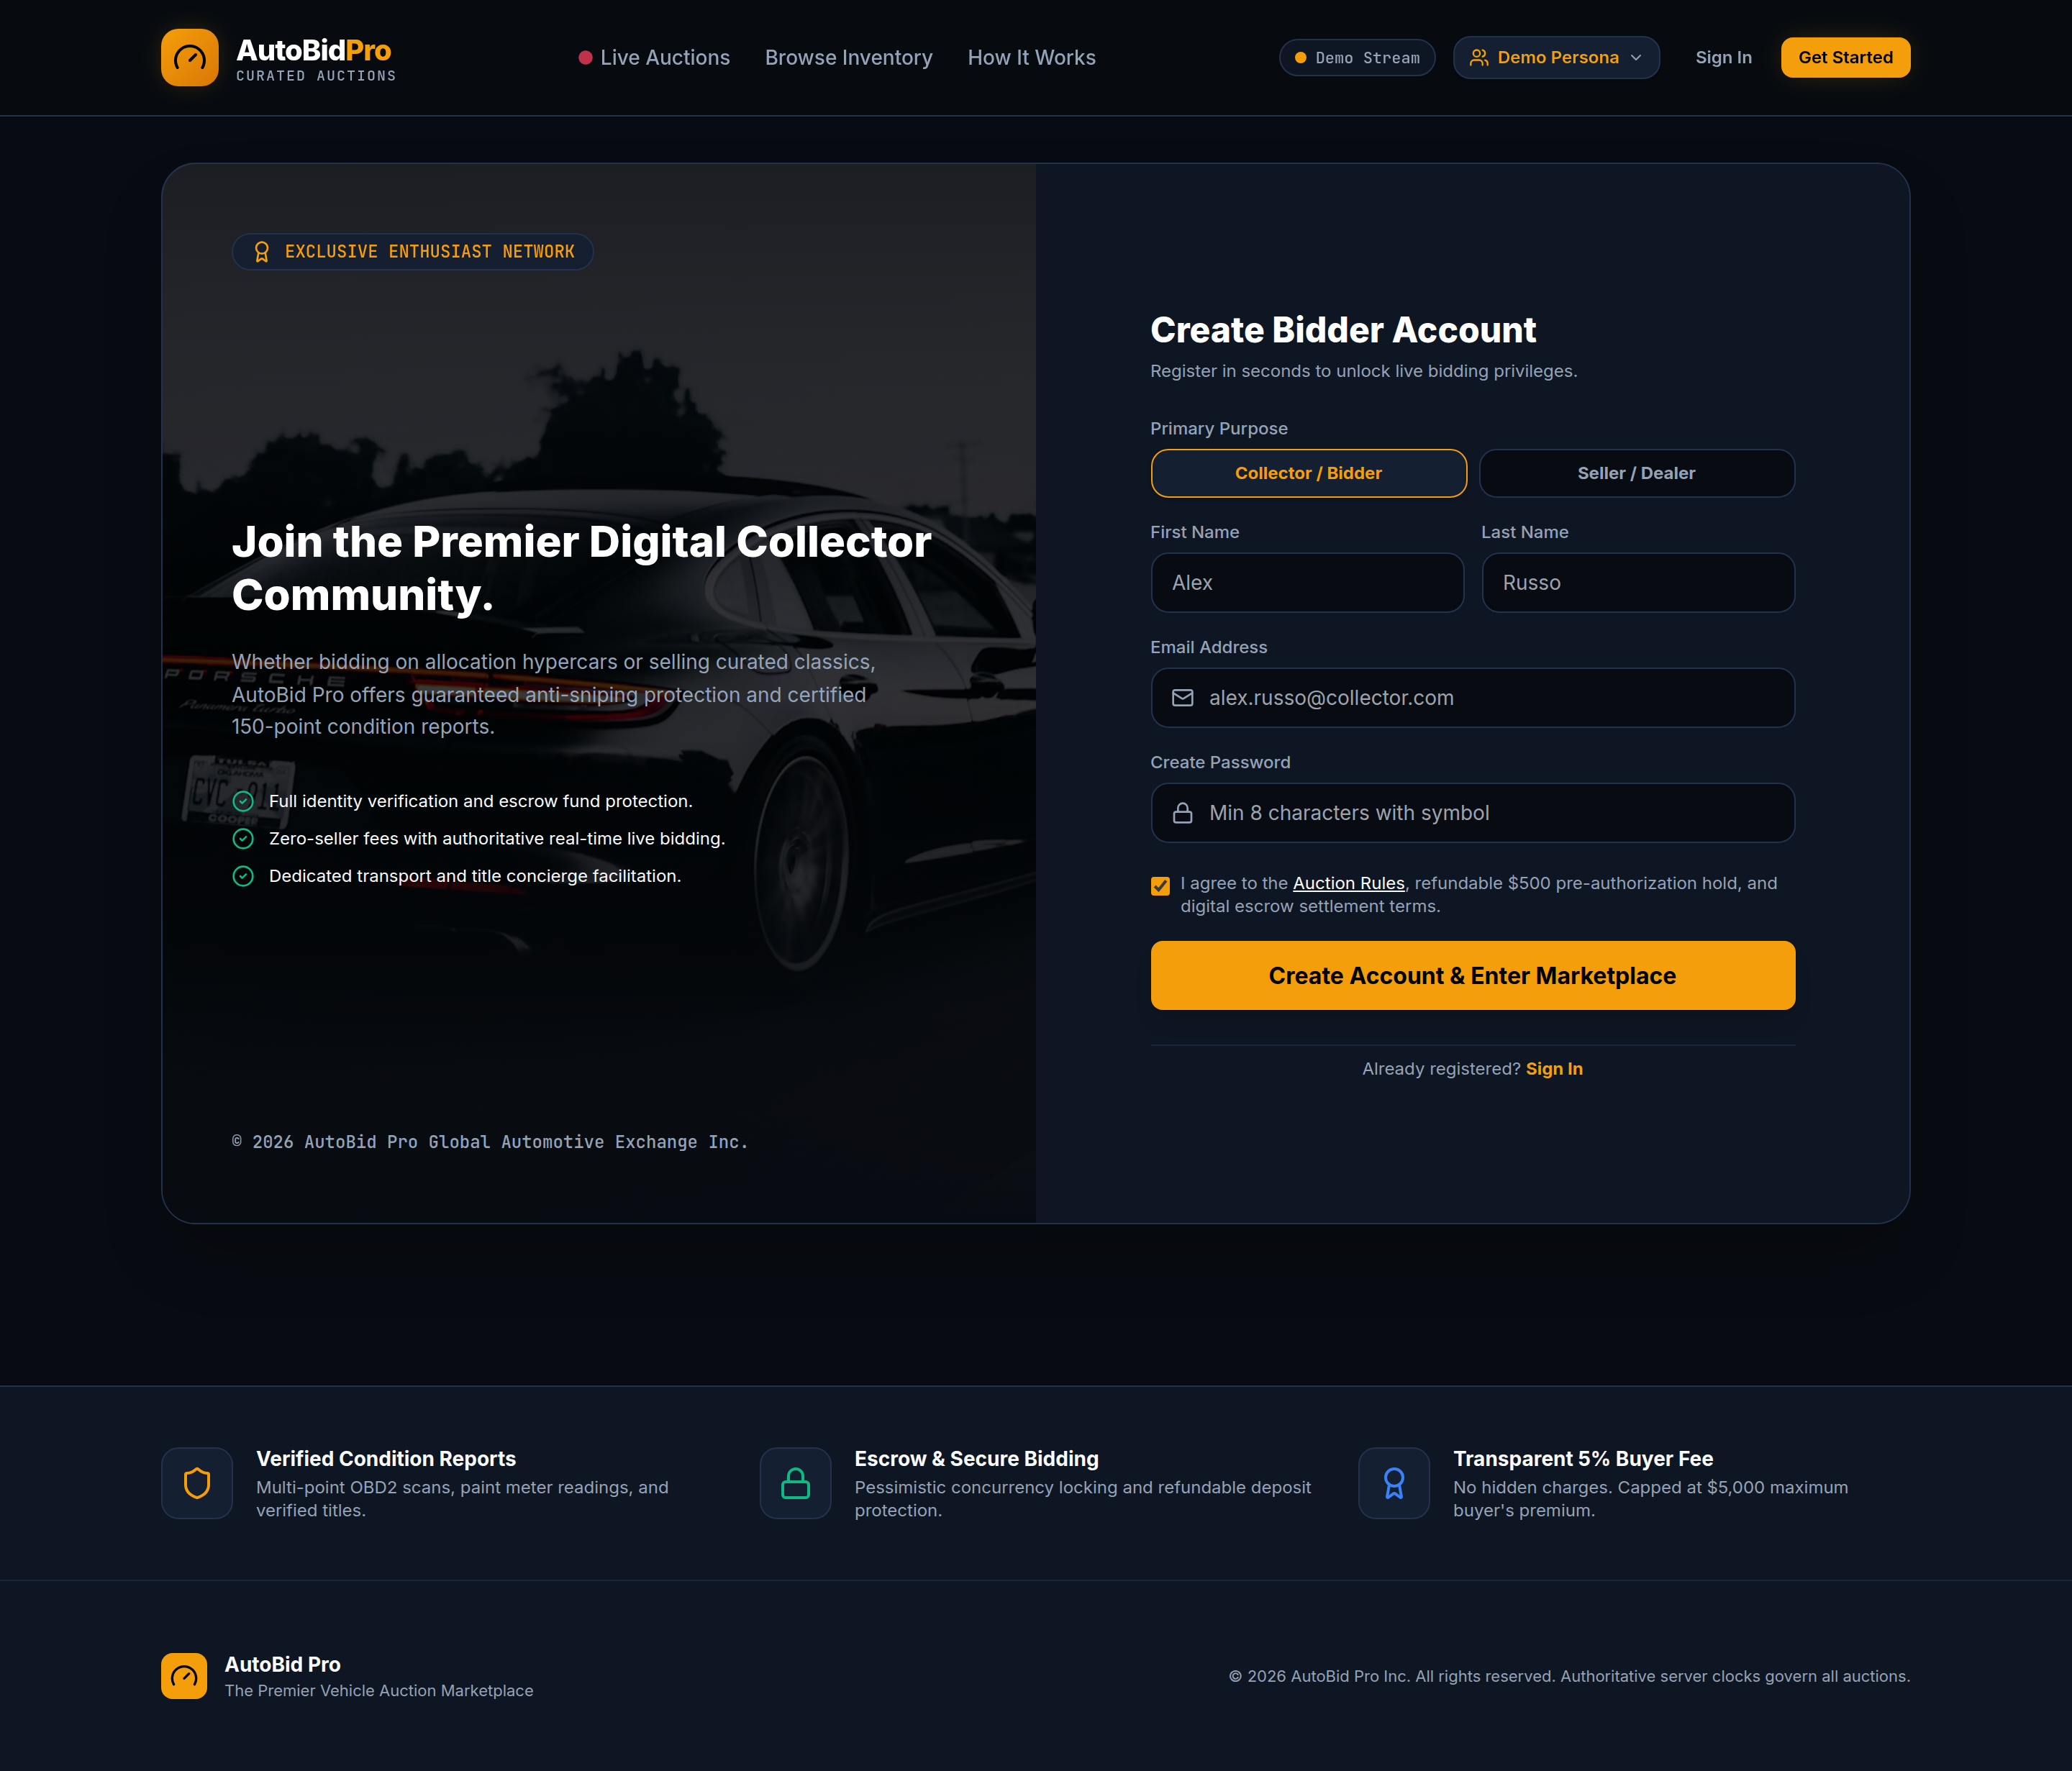 AutoBidPro
CURATED AUCTIONS
Live Auctions
Browse Inventory
How It Works
Demo Stream
Demo Persona
Sign In
Get Started
EXCLUSIVE ENTHUSIAST NETWORK
Join the Premier Digital Collector
Community.
Whether bidding on allocation hypercars or selling curated classics,
AutoBid Pro offers guaranteed anti-sniping protection and certified
150-point condition reports.
PORSCHE
Panamera turbo
TULSA
OKLAHOMA
COOPER
Full identity verification and escrow fund protection.
Zero-seller fees with authoritative real-time live bidding.
Dedicated transport and title concierge facilitation.
© 2026 AutoBid Pro Global Automotive Exchange Inc.
Create Bidder Account
Register in seconds to unlock live bidding privileges.
Primary Purpose
Collector / Bidder
Seller / Dealer
First Name
Last Name
Alex
Russo
Email Address
alex.russo@collector.com
Create Password
Min 8 characters with symbol
I agree to the Auction Rules, refundable $500 pre-authorization hold, and
digital escrow settlement terms.
Create Account & Enter Marketplace
Already registered? Sign In
Verified Condition Reports
Multi-point OBD2 scans, paint meter readings, and
verified titles.
Escrow & Secure Bidding
Pessimistic concurrency locking and refundable deposit
protection.
Transparent 5% Buyer Fee
No hidden charges. Capped at $5,000 maximum
buyer's premium.
AutoBid Pro
The Premier Vehicle Auction Marketplace
© 2026 AutoBid Pro Inc. All rights reserved. Authoritative server clocks govern all auctions.